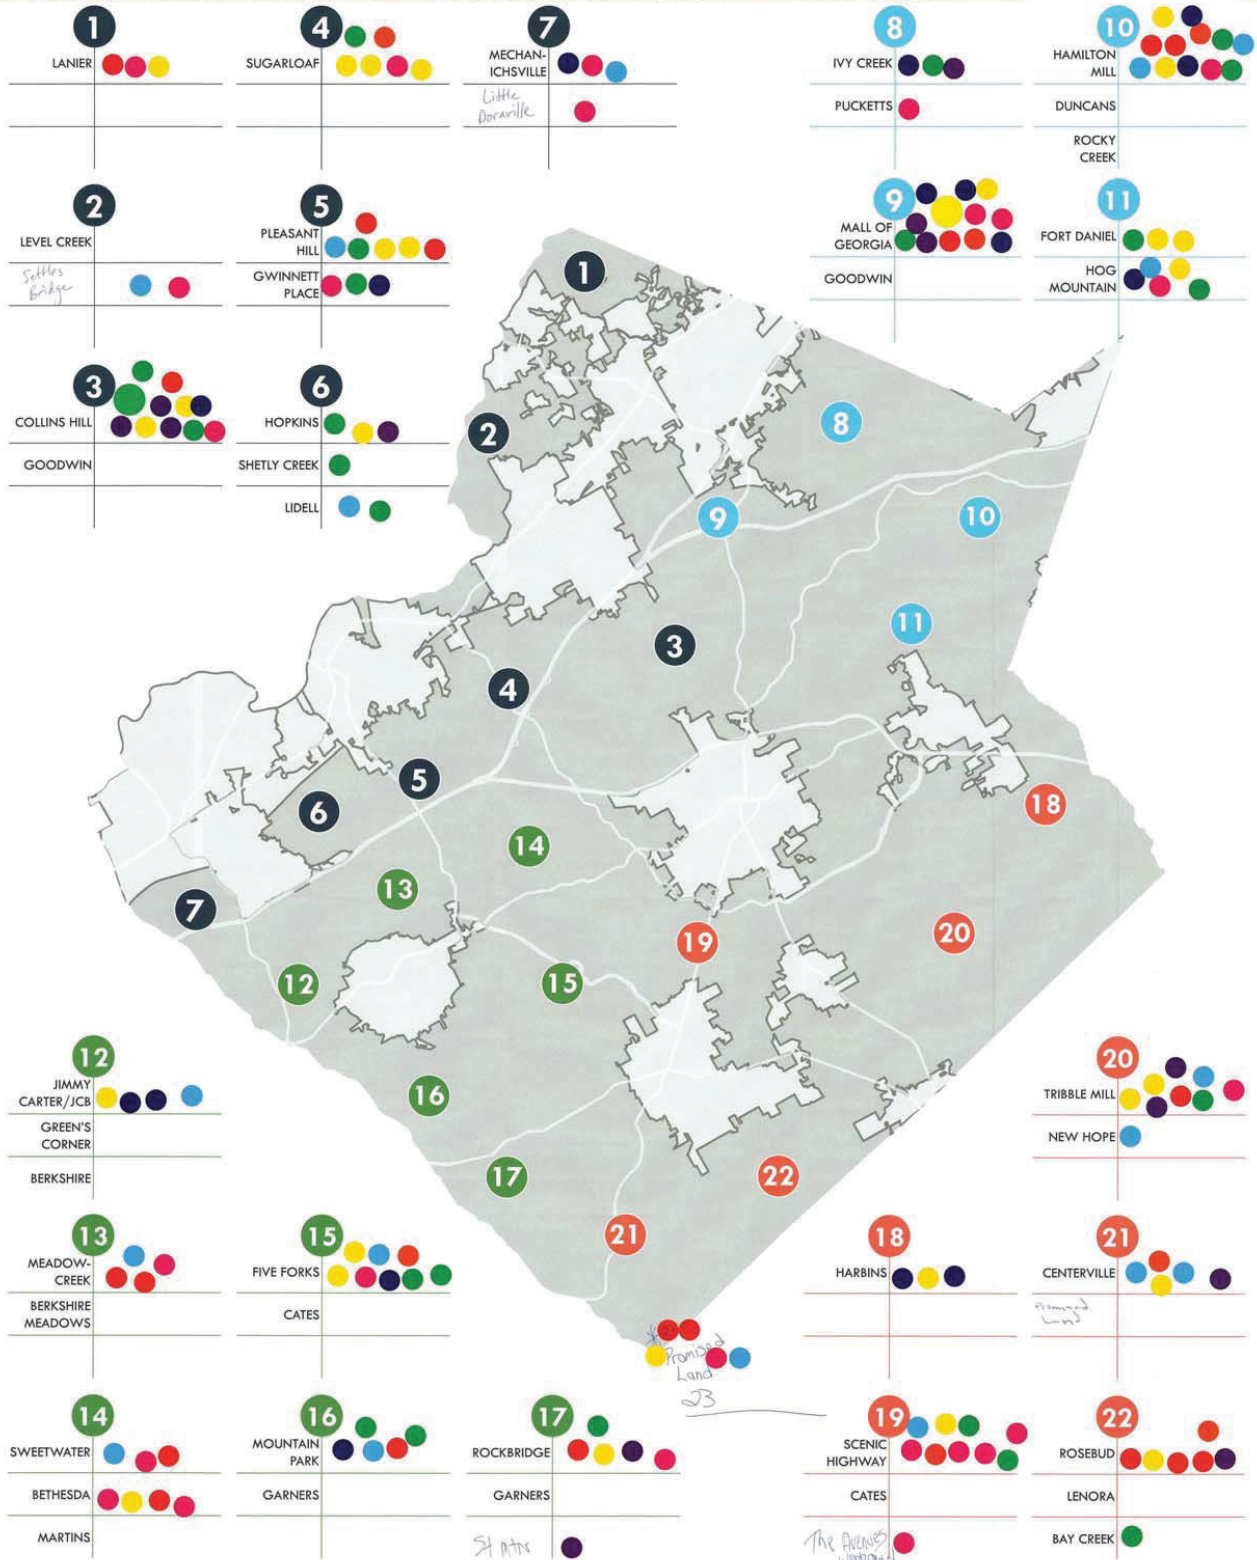 1
LANIER
4
SUGARLOAF
7
MECHAN-
ICHSVILLE
Little
Doraville
8
IVY CREEK
PUCKETTS
10
HAMILTON
MILL
DUNCANS
ROCKY
CREEK
2
LEVEL CREEK
Settles
Bridge
5
PLEASANT
HILL
GWINNETT
PLACE
9
MALL OF
GEORGIA
GOODWIN
11
FORT DANIEL
HOG
MOUNTAIN
3
COLLINS HILL
GOODWIN
6
HOPKINS
SHETLY CREEK
LIDELL
1
2
8
9
10
11
3
4
5
6
18
14
13
7
19
20
12
15
16
17
22
21
12
JIMMY
CARTER/JCB
GREEN'S
CORNER
BERKSHIRE
20
TRIBBLE MILL
NEW HOPE
13
MEADOW-
CREEK
BERKSHIRE
MEADOWS
15
FIVE FORKS
CATES
Promised
Land
23
18
HARBINS
21
CENTERVILLE
Promised
Land
14
SWEETWATER
BETHESDA
MARTINS
16
MOUNTAIN
PARK
GARNERS
17
ROCKBRIDGE
GARNERS
St mtn
19
SCENIC
HIGHWAY
CATES
The Avenues
22
ROSEBUD
LENORA
BAY CREEK